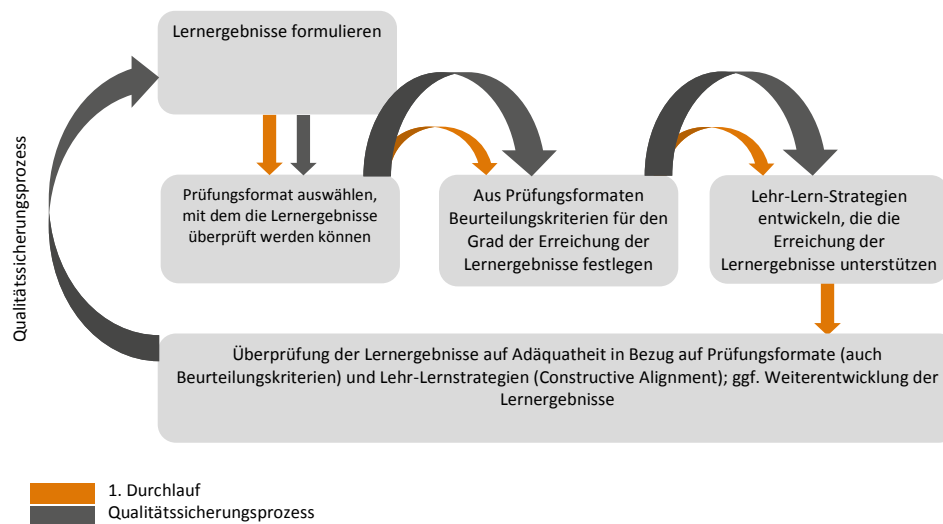 Lernergebnisse formulieren
Qualitätssicherungsprozess
Prüfungsformat auswählen,
mit dem die Lernergebnisse
überprüft werden können
Aus Prüfungsformaten
Beurteilungskriterien für den
Grad der Erreichung der
Lernergebnisse festlegen
Lehr-Lern-Strategien
entwickeln, die die
Erreichung der
Lernergebnisse unterstützen
Überprüfung der Lernergebnisse auf Adäquatheit in Bezug auf Prüfungsformate (auch
Beurteilungskriterien) und Lehr-Lernstrategien (Constructive Alignment); ggf. Weiterentwicklung der
Lernergebnisse
1. Durchlauf
Qualitätssicherungsprozess